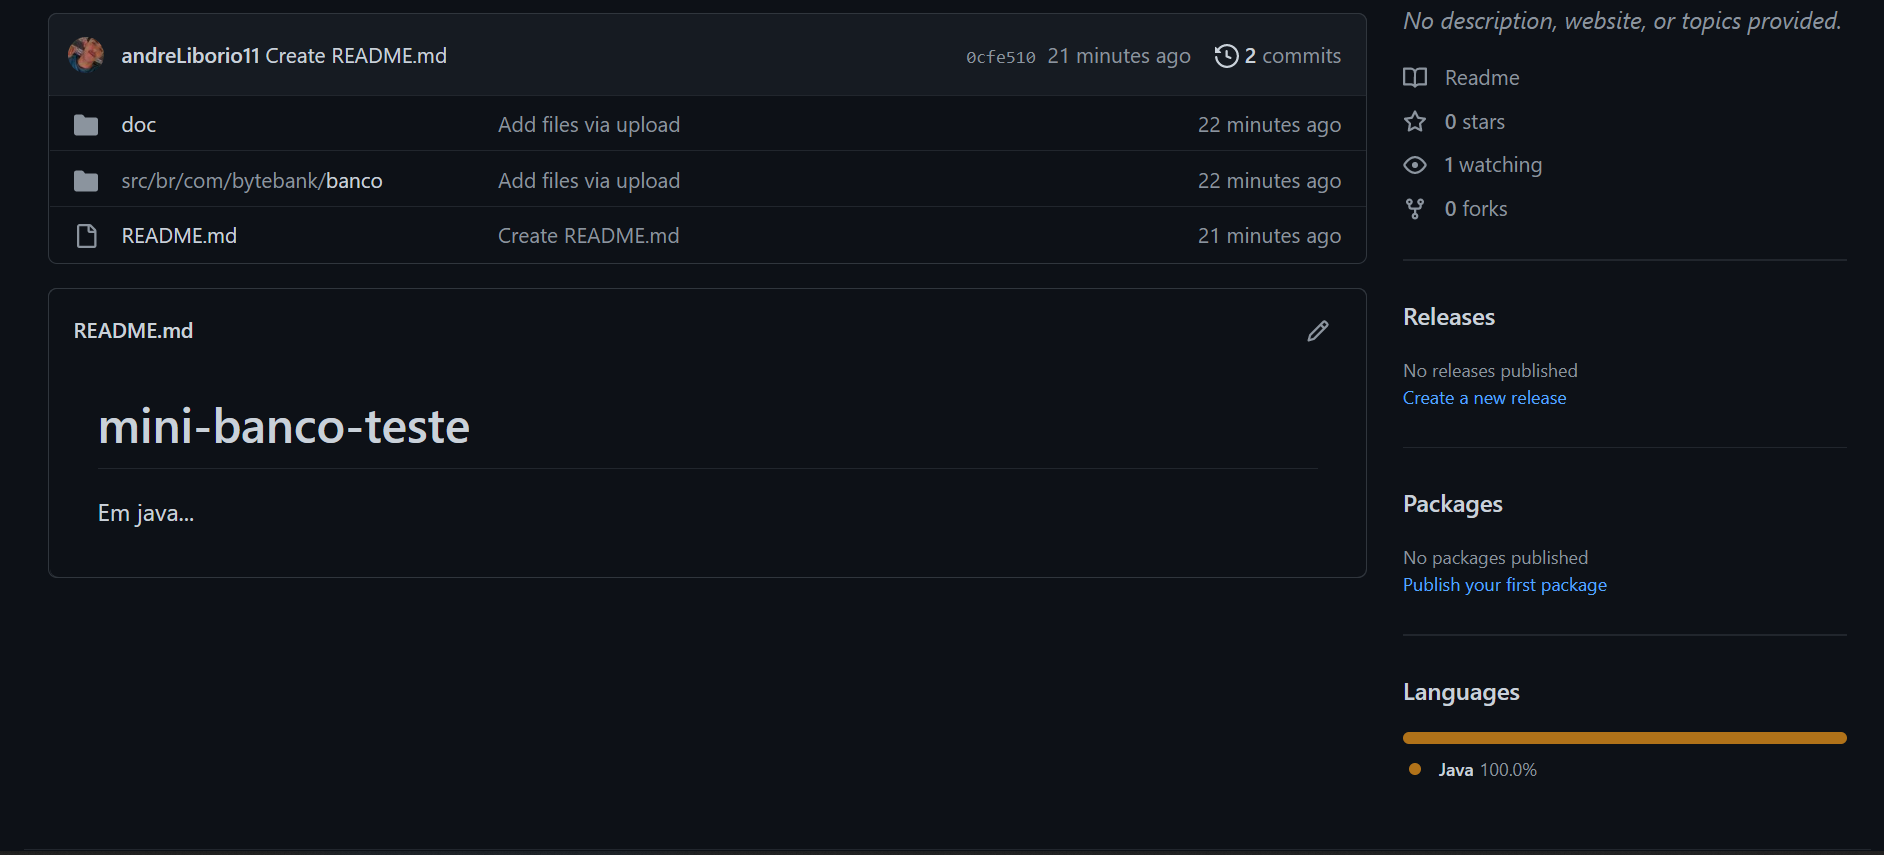 andreLiborio11 Create README.md 0cfe510 21 minutes ago 2 commits
doc Add files via upload 22 minutes ago
src/br/com/bytebank/banco Add files via upload 22 minutes ago
README.md Create README.md 21 minutes ago
README.md
mini-banco-teste
Em java...
No description, website, or topics provided.
Readme
0 stars
1 watching
0 forks
Releases
No releases published
Create a new release
Packages
No packages published
Publish your first package
Languages
Java 100.0%